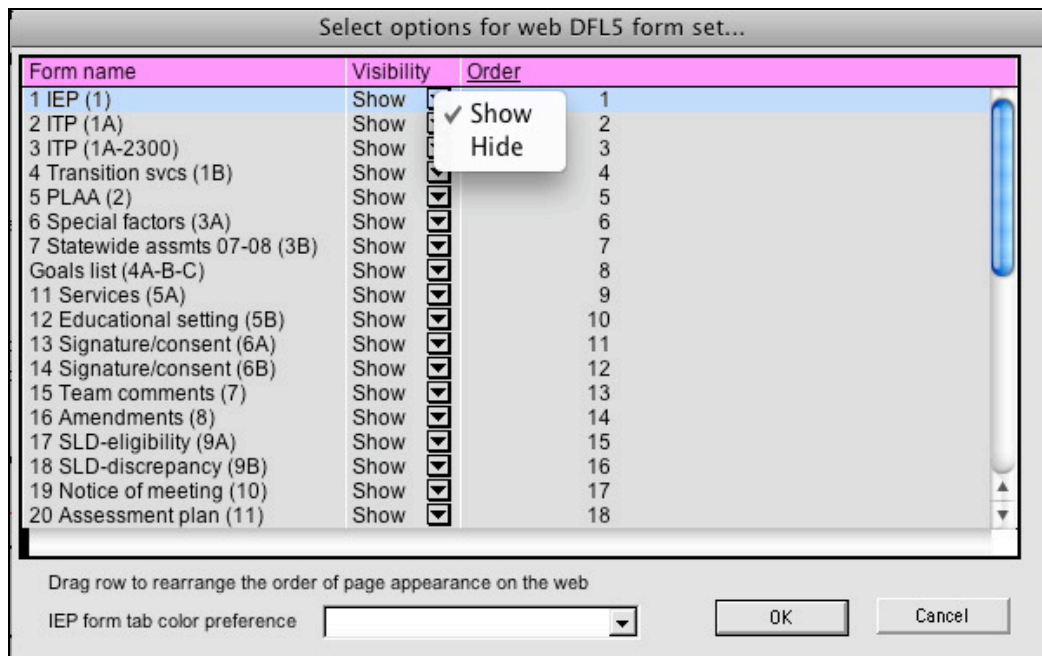 Select options for web DFL5 form set...
Form name Visibility Order
1 IEP (1) Show 1
✓ Show
Hide
2 ITP (1A) Show 2
3 ITP (1A-2300) Show 3
4 Transition svcs (1B) Show 4
5 PLAA (2) Show 5
6 Special factors (3A) Show 6
7 Statewide assmts 07-08 (3B) Show 7
Goals list (4A-B-C) Show 8
11 Services (5A) Show 9
12 Educational setting (5B) Show 10
13 Signature/consent (6A) Show 11
14 Signature/consent (6B) Show 12
15 Team comments (7) Show 13
16 Amendments (8) Show 14
17 SLD-eligibility (9A) Show 15
18 SLD-discrepancy (9B) Show 16
19 Notice of meeting (10) Show 17
20 Assessment plan (11) Show 18
Drag row to rearrange the order of page appearance on the web
IEP form tab color preference
OK Cancel